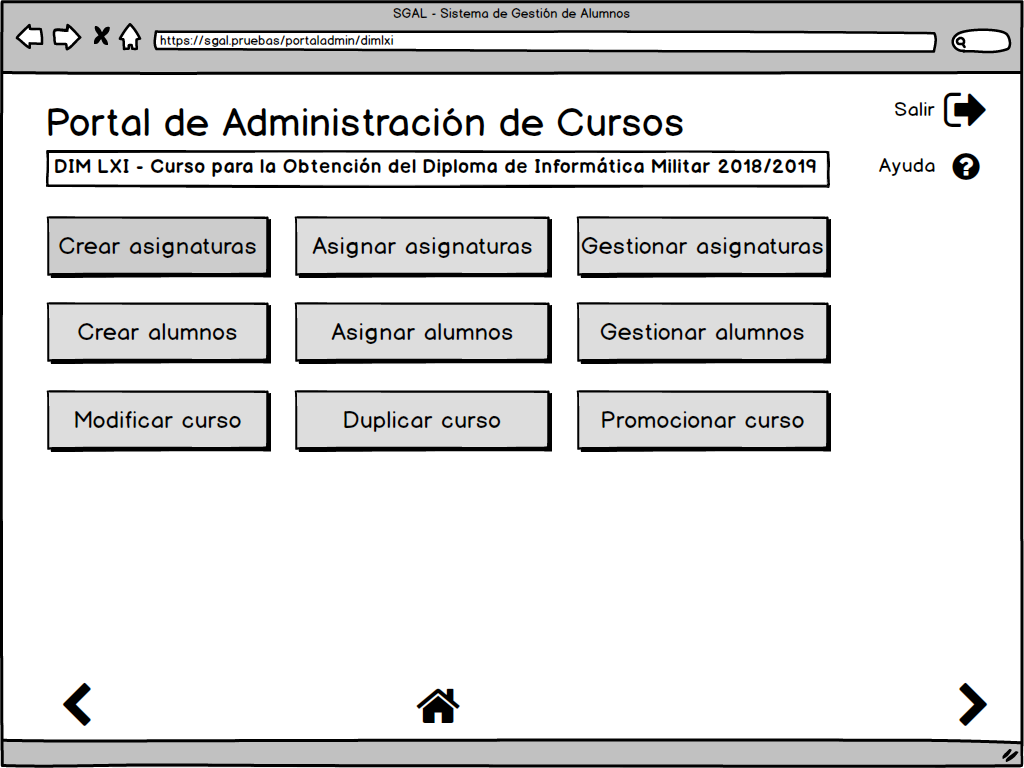 SGAL - Sistema de Gestión de Alumnos
https://sgal.pruebas/portaladmin/dimlxi
Portal de Administración de Cursos
Salir
DIM LXI - Curso para la Obtención del Diploma de Informática Militar 2018/2019
Ayuda
Crear asignaturas
Asignar asignaturas
Gestionar asignaturas
Crear alumnos
Asignar alumnos
Gestionar alumnos
Modificar curso
Duplicar curso
Promocionar curso